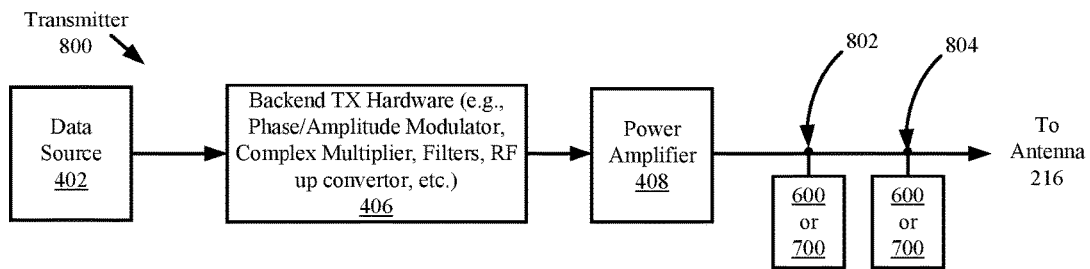 Transmitter
800
802
804
Data
Source
402
Backend TX Hardware (e.g.,
Phase/Amplitude Modulator,
Complex Multiplier, Filters, RF
up convertor, etc.)
406
Power
Amplifier
408
To
Antenna
216
600
or
700
600
or
700